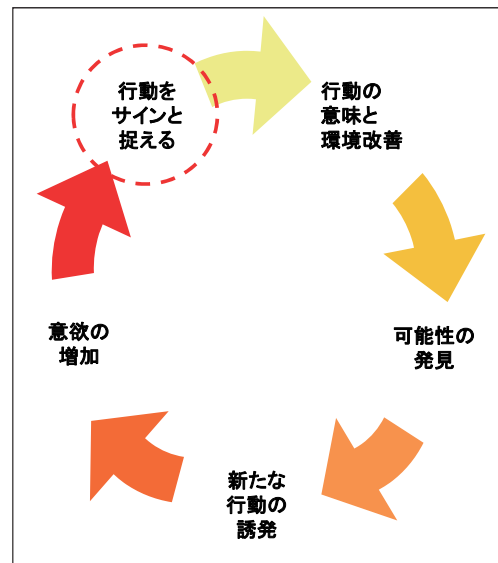 行動を
サインと
捉える
行動の
意味と
環境改善
可能性の
発見
新たな
行動の
誘発
意欲の
増加